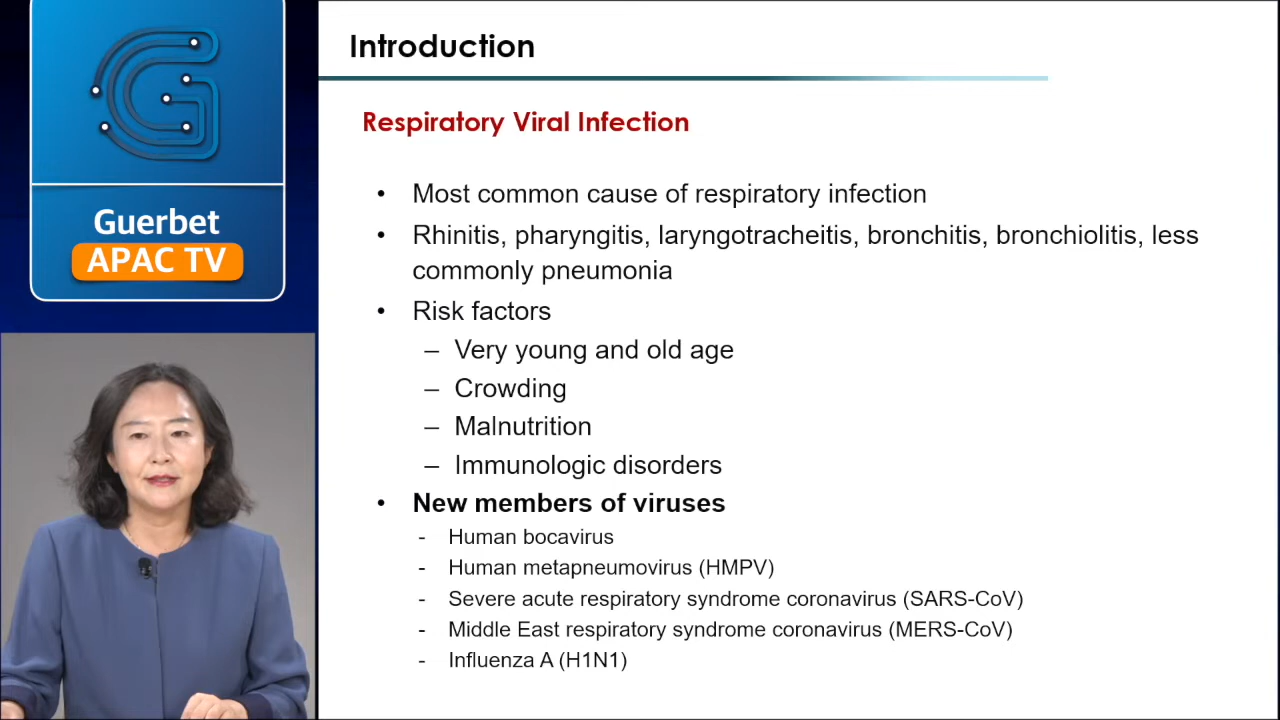 Guerbet
APAC TV
Introduction
Respiratory Viral Infection
• Most common cause of respiratory infection
• Rhinitis, pharyngitis, laryngotracheitis, bronchitis, bronchiolitis, less
commonly pneumonia
• Risk factors
– Very young and old age
– Crowding
– Malnutrition
– Immunologic disorders
• New members of viruses
- Human bocavirus
- Human metapneumovirus (HMPV)
- Severe acute respiratory syndrome coronavirus (SARS-CoV)
- Middle East respiratory syndrome coronavirus (MERS-CoV)
- Influenza A (H1N1)